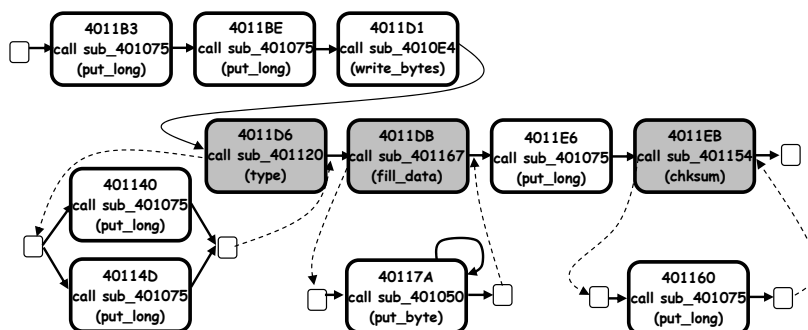 4011B3
call sub_401075
(put_long)
4011BE
call sub_401075
(put_long)
4011D1
call sub_4010E4
(write_bytes)
4011D6
call sub_401120
(type)
4011DB
call sub_401167
(fill_data)
4011E6
call sub_401075
(put_long)
4011EB
call sub_401154
(chksum)
401140
call sub_401075
(put_long)
40114D
call sub_401075
(put_long)
40117A
call sub_401050
(put_byte)
401160
call sub_401075
(put_long)